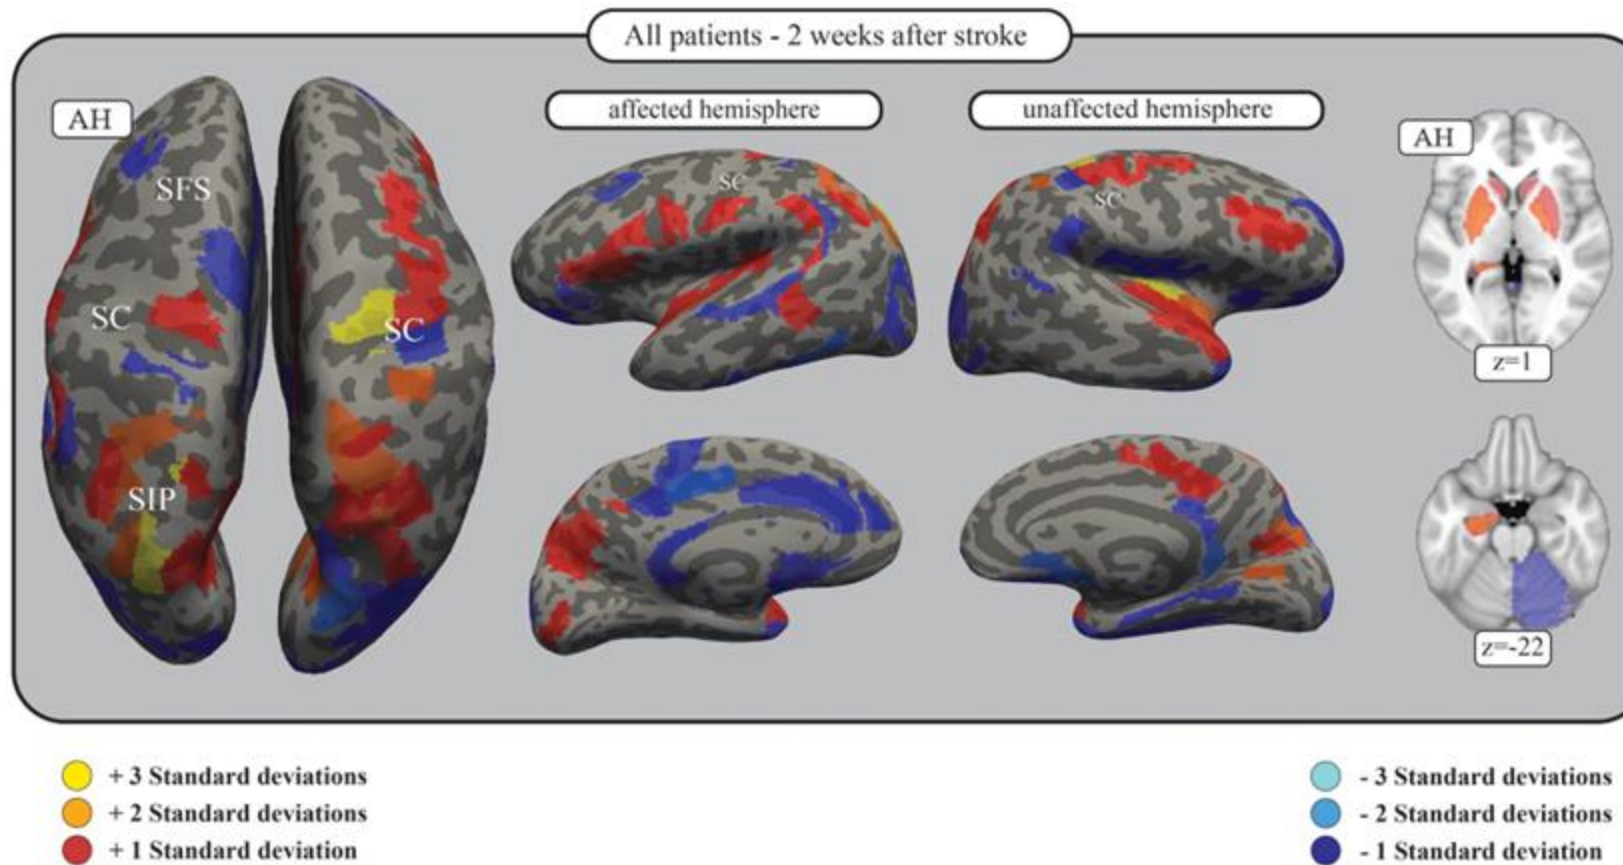 All patients - 2 weeks after stroke
AH
affected hemisphere
unaffected hemisphere
AH
SFS
SC
SC
SC
SC
SIP
z=1
z=-22
+ 3 Standard deviations
+ 2 Standard deviations
+ 1 Standard deviation
- 3 Standard deviations
- 2 Standard deviations
- 1 Standard deviation